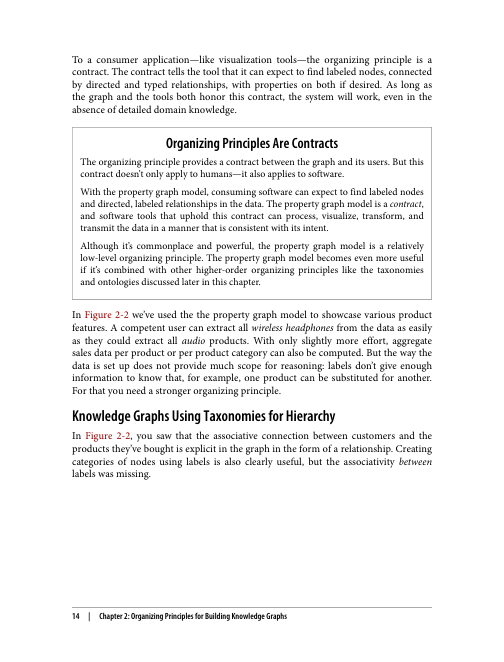 To a consumer application—like visualization tools—the organizing principle is a
contract. The contract tells the tool that it can expect to find labeled nodes, connected
by directed and typed relationships, with properties on both if desired. As long as
the graph and the tools both honor this contract, the system will work, even in the
absence of detailed domain knowledge.
Organizing Principles Are Contracts
The organizing principle provides a contract between the graph and its users. But this
contract doesn't only apply to humans—it also applies to software.
With the property graph model, consuming software can expect to find labeled nodes
and directed, labeled relationships in the data. The property graph model is a contract,
and software tools that uphold this contract can process, visualize, transform, and
transmit the data in a manner that is consistent with its intent.
Although it's commonplace and powerful, the property graph model is a relatively
low-level organizing principle. The property graph model becomes even more useful
if it's combined with other higher-order organizing principles like the taxonomies
and ontologies discussed later in this chapter.
In Figure 2-2 we've used the the property graph model to showcase various product
features. A competent user can extract all wireless headphones from the data as easily
as they could extract all audio products. With only slightly more effort, aggregate
sales data per product or per product category can also be computed. But the way the
data is set up does not provide much scope for reasoning: labels don't give enough
information to know that, for example, one product can be substituted for another.
For that you need a stronger organizing principle.
Knowledge Graphs Using Taxonomies for Hierarchy
In Figure 2-2, you saw that the associative connection between customers and the
products they've bought is explicit in the graph in the form of a relationship. Creating
categories of nodes using labels is also clearly useful, but the associativity between
labels was missing.
14 | Chapter 2: Organizing Principles for Building Knowledge Graphs